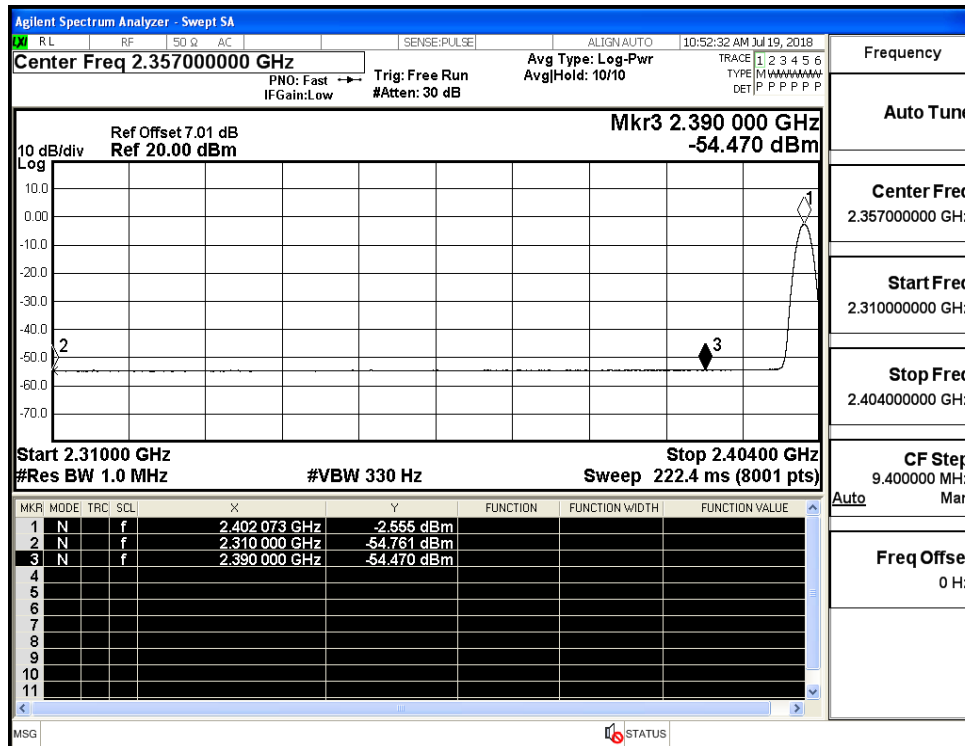 Agilent Spectrum Analyzer - Swept SA
LXI RL RF 50 Ω AC SENSE:PULSE ALIGN AUTO 10:52:32 AM Jul 19, 2018
Center Freq 2.357000000 GHz
PNO: Fast
IFGain:Low
Trig: Free Run
#Atten: 30 dB
Avg Type: Log-Pwr
Avg|Hold: 10/10
TRACE 1 2 3 4 5 6
TYPE M W W W W W
DET P P P P P P
Ref Offset 7.01 dB
10 dB/div Ref 20.00 dBm
Log
Mkr3 2.390 000 GHz
-54.470 dBm
10.0
0.00
-10.0
-20.0
-30.0
-40.0
-50.0
-60.0
-70.0
1
2
3
Start 2.31000 GHz Stop 2.40400 GHz
#Res BW 1.0 MHz #VBW 330 Hz Sweep 222.4 ms (8001 pts)
MKR MODE TRC SCL X Y FUNCTION FUNCTION WIDTH FUNCTION VALUE
1 N f 2.402 073 GHz -2.555 dBm
2 N f 2.310 000 GHz -54.761 dBm
3 N f 2.390 000 GHz -54.470 dBm
4
5
6
7
8
9
10
11
MSG STATUS
Frequency
Auto Tune
Center Freq
2.357000000 GHz
Start Freq
2.310000000 GHz
Stop Freq
2.404000000 GHz
CF Step
9.400000 MHz
Auto Man
Freq Offset
0 Hz